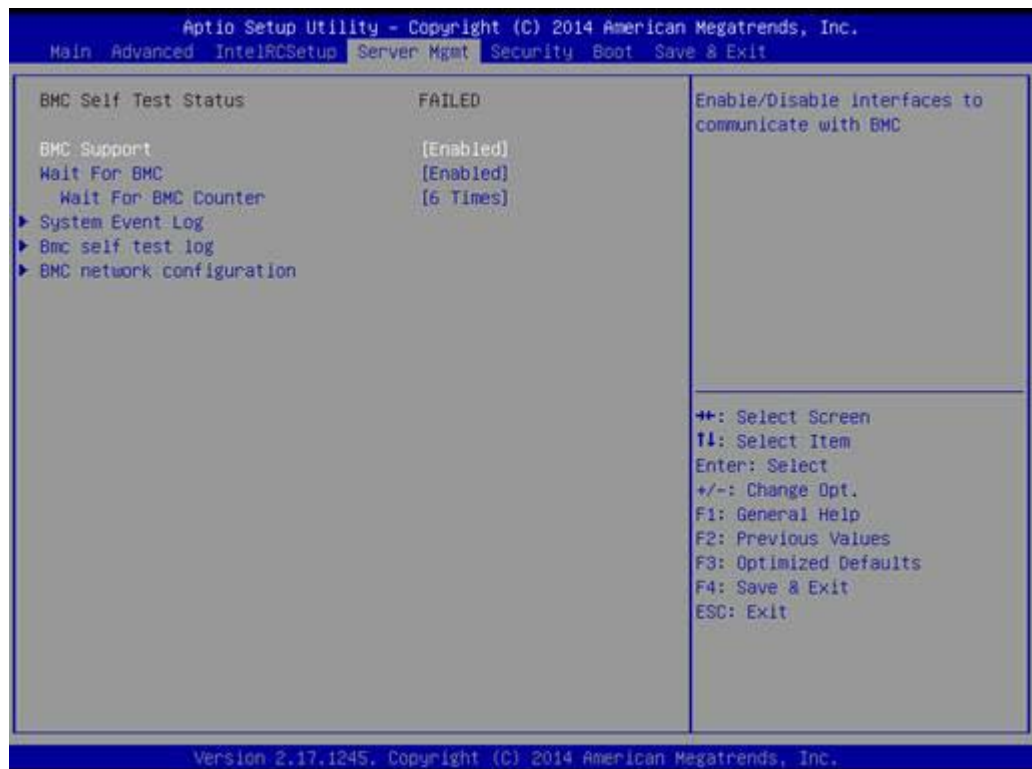 Aptio Setup Utility - Copyright (C) 2014 American Megatrends, Inc.
Main Advanced IntelRCSetup Server Mgmt Security Boot Save & Exit
BMC Self Test Status FAILED
BMC Support [Enabled]
Wait For BMC [Enabled]
Wait For BMC Counter [6 Times]
System Event Log
Bmc self test log
BMC network configuration
Enable/Disable interfaces to
communicate with BMC
→←: Select Screen
↑↓: Select Item
Enter: Select
+/-: Change Opt.
F1: General Help
F2: Previous Values
F3: Optimized Defaults
F4: Save & Exit
ESC: Exit
Version 2.17.1245. Copyright (C) 2014 American Megatrends, Inc.